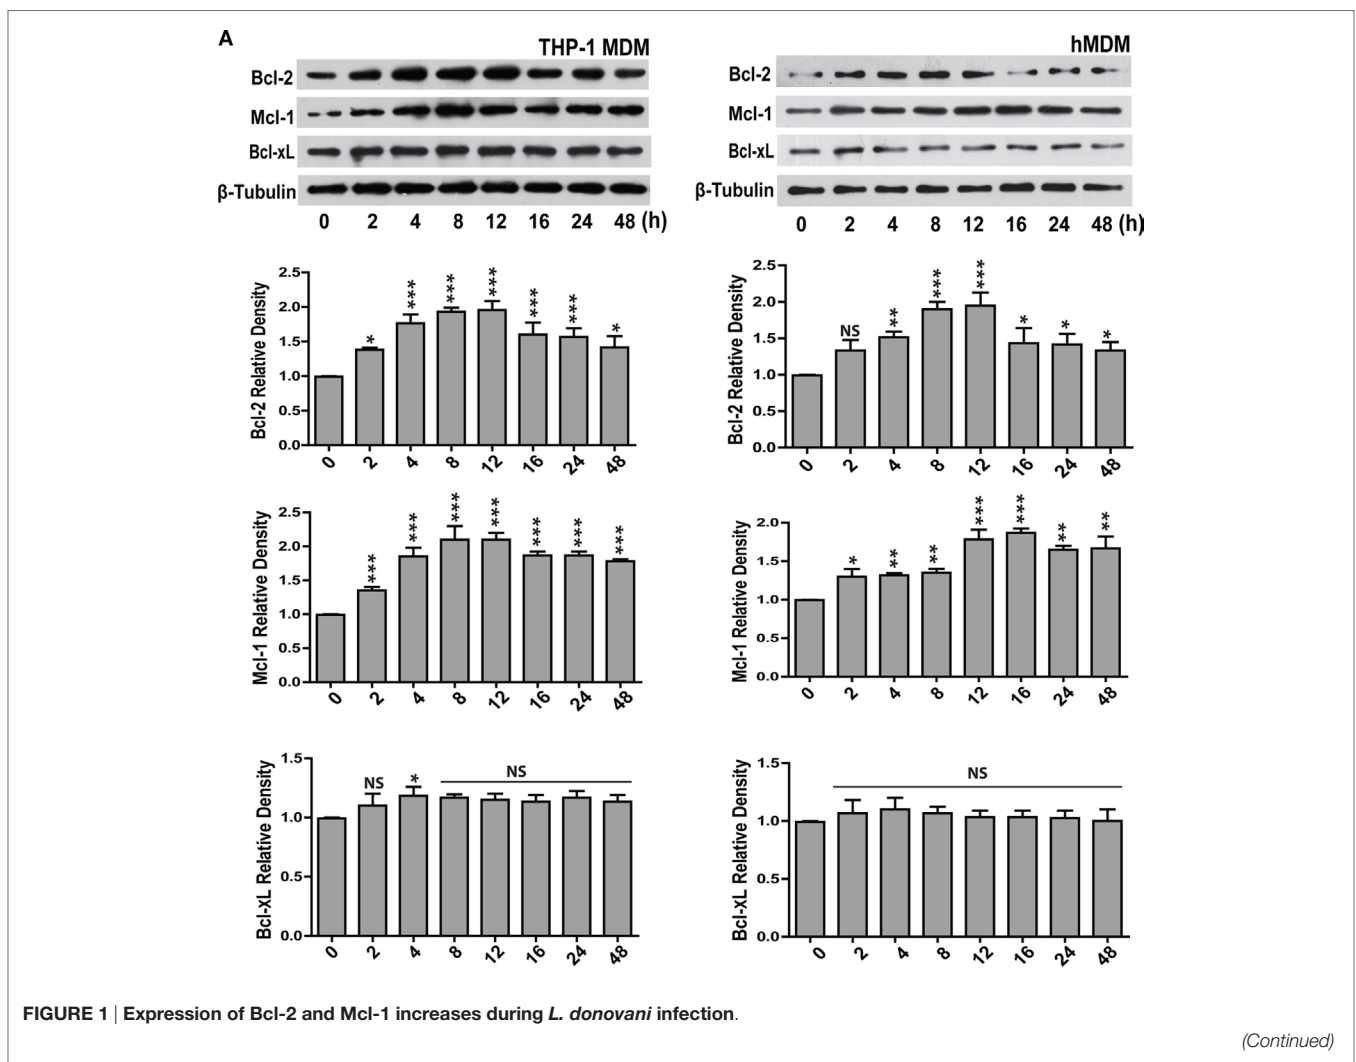 A
THP-1 MDM
Bcl-2
Mcl-1
Bcl-xL
β-Tubulin
0 2 4 8 12 16 24 48 (h)
hMDM
Bcl-2
Mcl-1
Bcl-xL
β-Tubulin
0 2 4 8 12 16 24 48 (h)
Bcl-2 Relative Density
2.5
2.0
1.5
1.0
0.5
0.0
* *** *** *** *** *** *
0 2 4 8 12 16 24 48
Bcl-2 Relative Density
2.5
2.0
1.5
1.0
0.5
0.0
NS ** *** *** * * *
0 2 4 8 12 16 24 48
Mcl-1 Relative Density
2.5
2.0
1.5
1.0
0.5
0.0
*** *** *** *** *** *** ***
0 2 4 8 12 16 24 48
Mcl-1 Relative Density
2.0
1.5
1.0
0.5
0.0
* ** ** *** *** ** **
0 2 4 8 12 16 24 48
Bcl-xL Relative Density
1.5
1.0
0.5
0.0
NS * NS
0 2 4 8 12 16 24 48
Bcl-xL Relative Density
1.5
1.0
0.5
0.0
NS
0 2 4 8 12 16 24 48
FIGURE 1 | Expression of Bcl-2 and Mcl-1 increases during L. donovani infection.
(Continued)